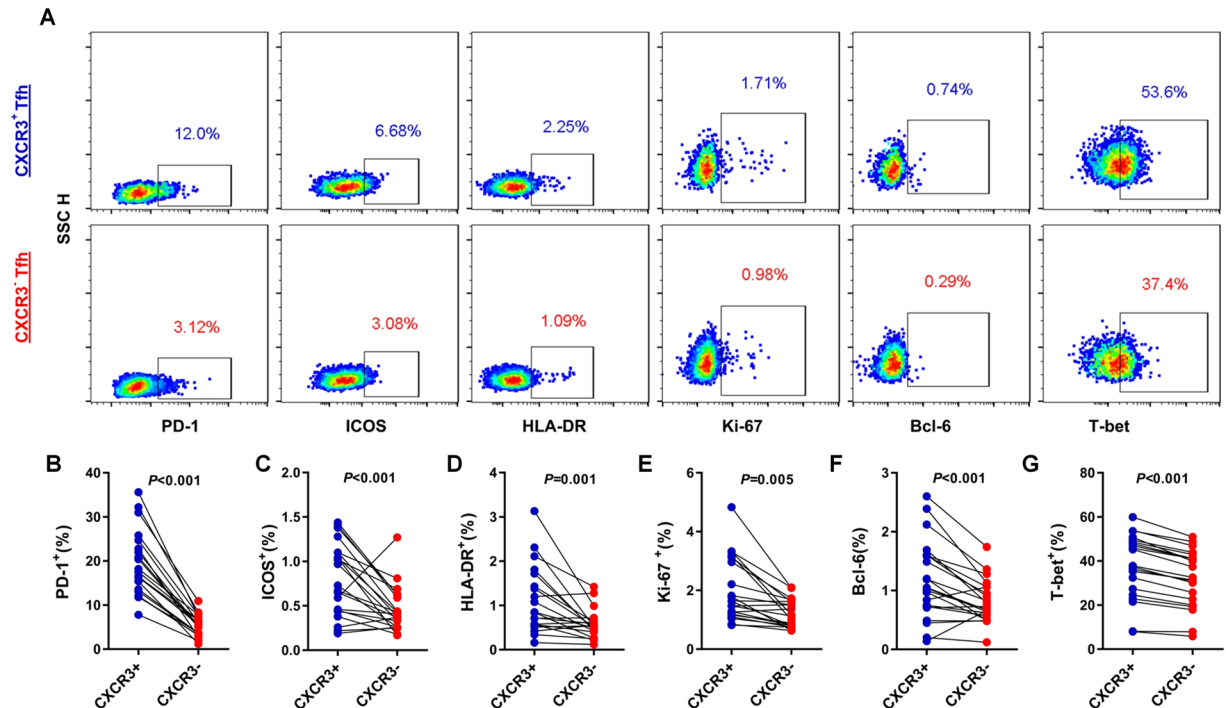 A
CXCR3+ Tfh
12.0%
6.68%
2.25%
1.71%
0.74%
53.6%
SSC H
CXCR3- Tfh
3.12%
3.08%
1.09%
0.98%
0.29%
37.4%
PD-1
ICOS
HLA-DR
Ki-67
Bcl-6
T-bet
B
PD-1+(%)
40
30
20
10
0
P<0.001
CXCR3+
CXCR3-
C
ICOS+(%)
2.0
1.5
1.0
0.5
0.0
P<0.001
CXCR3+
CXCR3-
D
HLA-DR+(%)
4
3
2
1
0
P=0.001
CXCR3+
CXCR3-
E
Ki-67 +(%)
6
4
2
0
P=0.005
CXCR3+
CXCR3-
F
Bcl-6(%)
3
2
1
0
P<0.001
CXCR3+
CXCR3-
G
T-bet+(%)
80
60
40
20
0
P<0.001
CXCR3+
CXCR3-